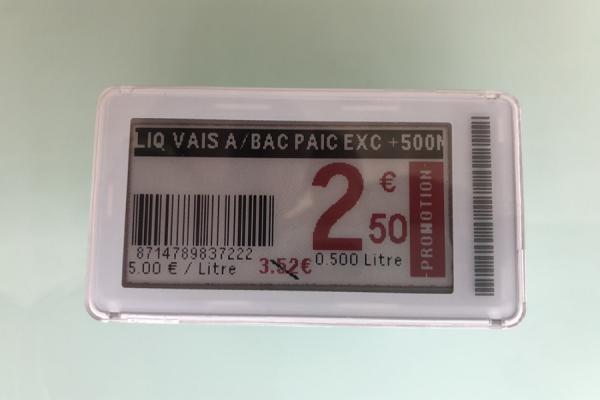 LIQ VAIS A/BAC PAIC EXC +500M
2 € 50
PROMOTION
8714789837222
5.00 € / Litre 3.52€ 0.500 Litre